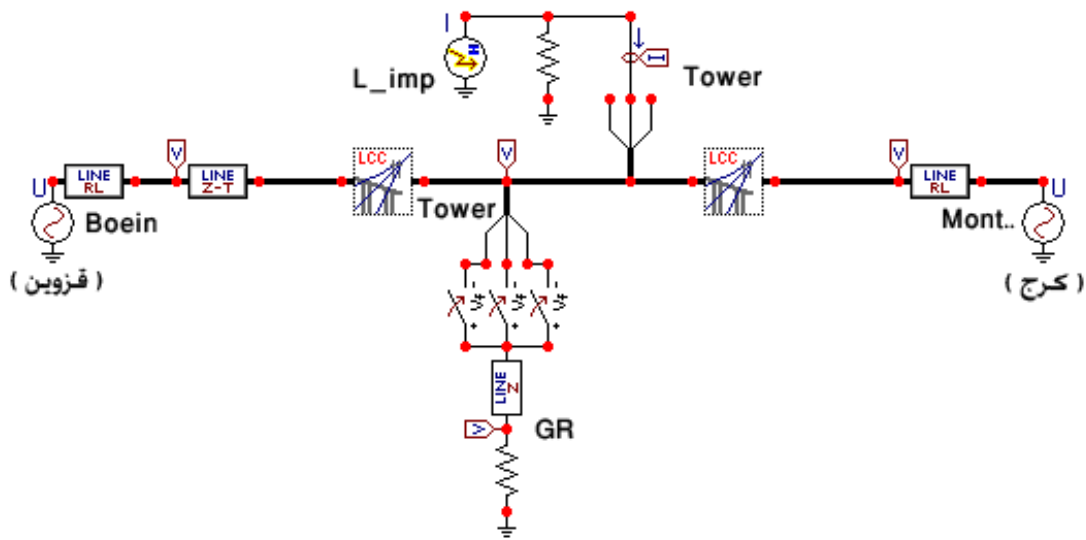 I
H
L_imp
I
Tower
LCC
V
V
LCC
V
U
LINE
RL
LINE
Z-T
LINE
RL
U
Boein
Tower
Mont..
( قزوین )
( کرج )
LINE
Z
V
GR